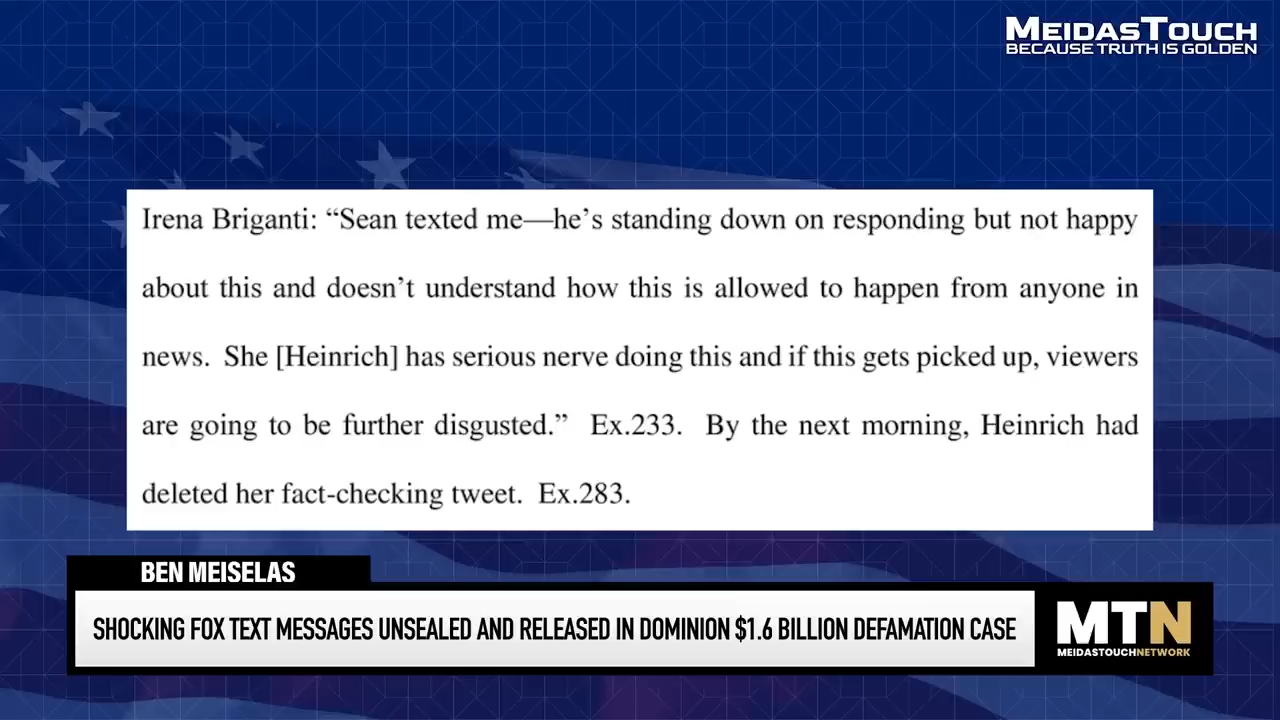 MEIDASTOUCH
BECAUSE TRUTH IS GOLDEN
Irena Briganti: “Sean texted me—he’s standing down on responding but not happy
about this and doesn’t understand how this is allowed to happen from anyone in
news. She [Heinrich] has serious nerve doing this and if this gets picked up, viewers
are going to be further disgusted.” Ex.233. By the next morning, Heinrich had
deleted her fact-checking tweet. Ex.283.
BEN MEISELAS
SHOCKING FOX TEXT MESSAGES UNSEALED AND RELEASED IN DOMINION $1.6 BILLION DEFAMATION CASE
MTN
MEIDASTOUCHNETWORK